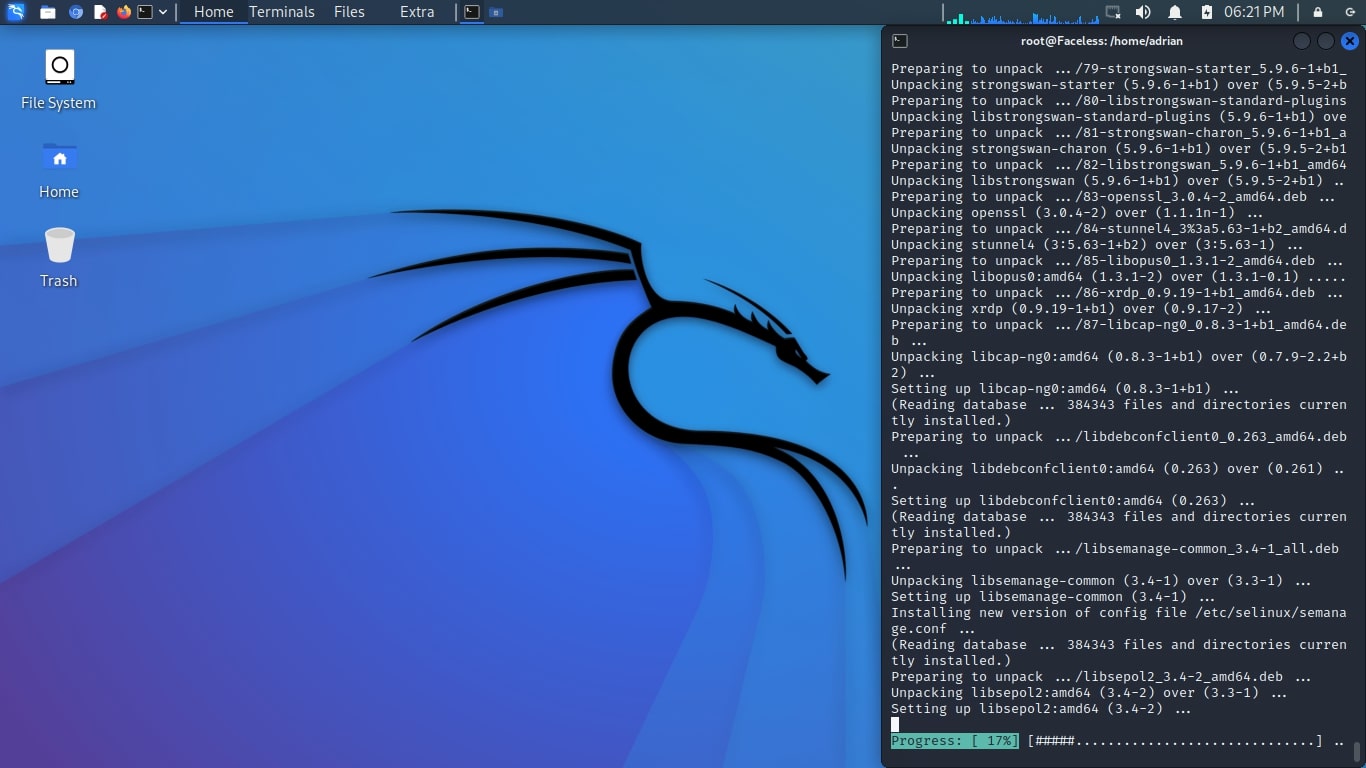 Home Terminals Files Extra 06:21 PM
File System
Home
Trash
root@Faceless: /home/adrian
Preparing to unpack .../79-strongswan-starter_5.9.6-1+b1_
Unpacking strongswan-starter (5.9.6-1+b1) over (5.9.5-2+b
Preparing to unpack .../80-libstrongswan-standard-plugins
Unpacking libstrongswan-standard-plugins (5.9.6-1+b1) ove
Preparing to unpack .../81-strongswan-charon_5.9.6-1+b1_a
Unpacking strongswan-charon (5.9.6-1+b1) over (5.9.5-2+b1
Preparing to unpack .../82-libstrongswan_5.9.6-1+b1_amd64
Unpacking libstrongswan (5.9.6-1+b1) over (5.9.5-2+b1) ..
Preparing to unpack .../83-openssl_3.0.4-2_amd64.deb ...
Unpacking openssl (3.0.4-2) over (1.1.1n-1) ...
Preparing to unpack .../84-stunnel4_3%3a5.63-1+b2_amd64.d
Unpacking stunnel4 (3:5.63-1+b2) over (3:5.63-1) ...
Preparing to unpack .../85-libopus0_1.3.1-2_amd64.deb ...
Unpacking libopus0:amd64 (1.3.1-2) over (1.3.1-0.1) .....
Preparing to unpack .../86-xrdp_0.9.19-1+b1_amd64.deb ...
Unpacking xrdp (0.9.19-1+b1) over (0.9.17-2) ...
Preparing to unpack .../87-libcap-ng0_0.8.3-1+b1_amd64.de
b ...
Unpacking libcap-ng0:amd64 (0.8.3-1+b1) over (0.7.9-2.2+b
2) ...
Setting up libcap-ng0:amd64 (0.8.3-1+b1) ...
(Reading database ... 384343 files and directories curren
tly installed.)
Preparing to unpack .../libdebconfclient0_0.263_amd64.deb
 ...
Unpacking libdebconfclient0:amd64 (0.263) over (0.261) ..
.
Setting up libdebconfclient0:amd64 (0.263) ...
(Reading database ... 384343 files and directories curren
tly installed.)
Preparing to unpack .../libsemanage-common_3.4-1_all.deb
...
Unpacking libsemanage-common (3.4-1) over (3.3-1) ...
Setting up libsemanage-common (3.4-1) ...
Installing new version of config file /etc/selinux/semana
ge.conf ...
(Reading database ... 384343 files and directories curren
tly installed.)
Preparing to unpack .../libsepol2_3.4-2_amd64.deb ...
Unpacking libsepol2:amd64 (3.4-2) over (3.3-1) ...
Setting up libsepol2:amd64 (3.4-2) ...
Progress: [ 17%] [#####..............................] ..